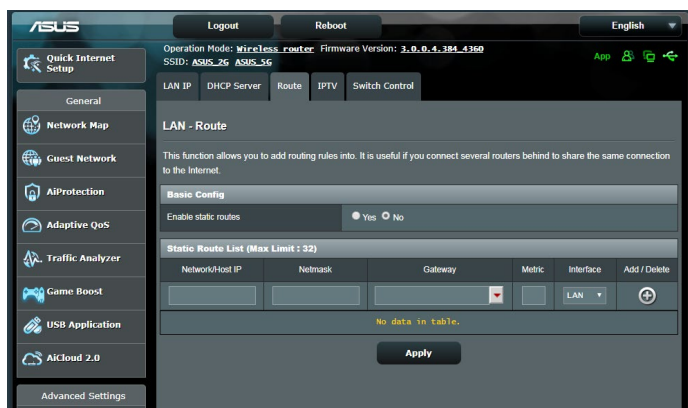 ASUS
Logout
Reboot
English
Operation Mode: Wireless router Firmware Version: 3.0.0.4.384_4360
SSID: ASUS_2G ASUS_5G
App
Quick Internet
Setup
General
Network Map
Guest Network
AiProtection
Adaptive QoS
Traffic Analyzer
Game Boost
USB Application
AiCloud 2.0
Advanced Settings
LAN IP
DHCP Server
Route
IPTV
Switch Control
LAN - Route
This function allows you to add routing rules into. It is useful if you connect several routers behind to share the same connection
to the Internet.
Basic Config
Enable static routes
Yes No
Static Route List (Max Limit : 32)
Network/Host IP Netmask Gateway Metric Interface Add / Delete
LAN
No data in table.
Apply